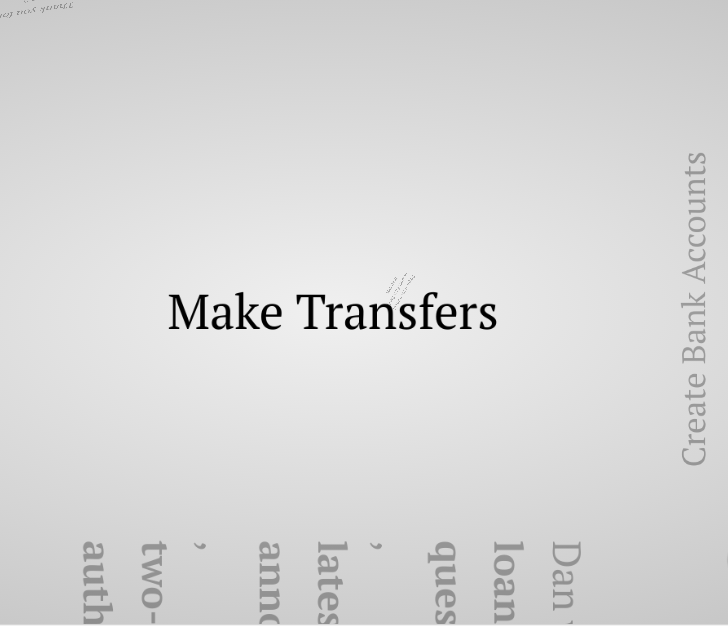 Make Transfers
Create Bank Accounts
Dan
loan
ques
,
lates
anno
,
two-
auth